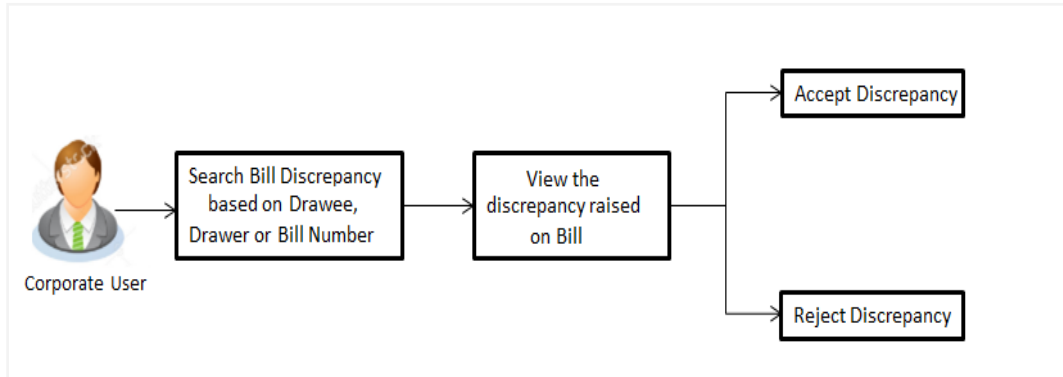 Corporate User
Search Bill Discrepancy
based on Drawee,
Drawer or Bill Number
View the
discrepancy raised
on Bill
Accept Discrepancy
Reject Discrepancy